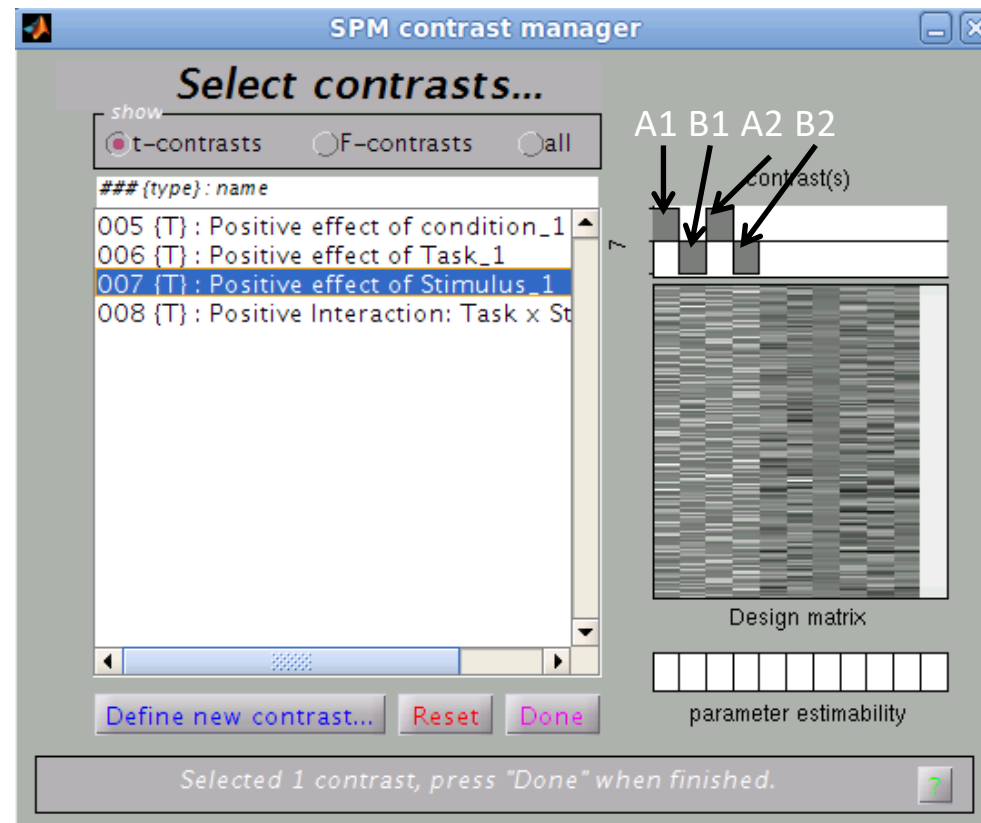 SPM contrast manager
Select contrasts...
show
t-contrasts F-contrasts all
### {type} : name
005 {T} : Positive effect of condition_1
006 {T} : Positive effect of Task_1
007 {T} : Positive effect of Stimulus_1
008 {T} : Positive Interaction: Task x St
Define new contrast... Reset Done
A1 B1 A2 B2
contrast(s)
7
Design matrix
parameter estimability
Selected 1 contrast, press "Done" when finished.
?